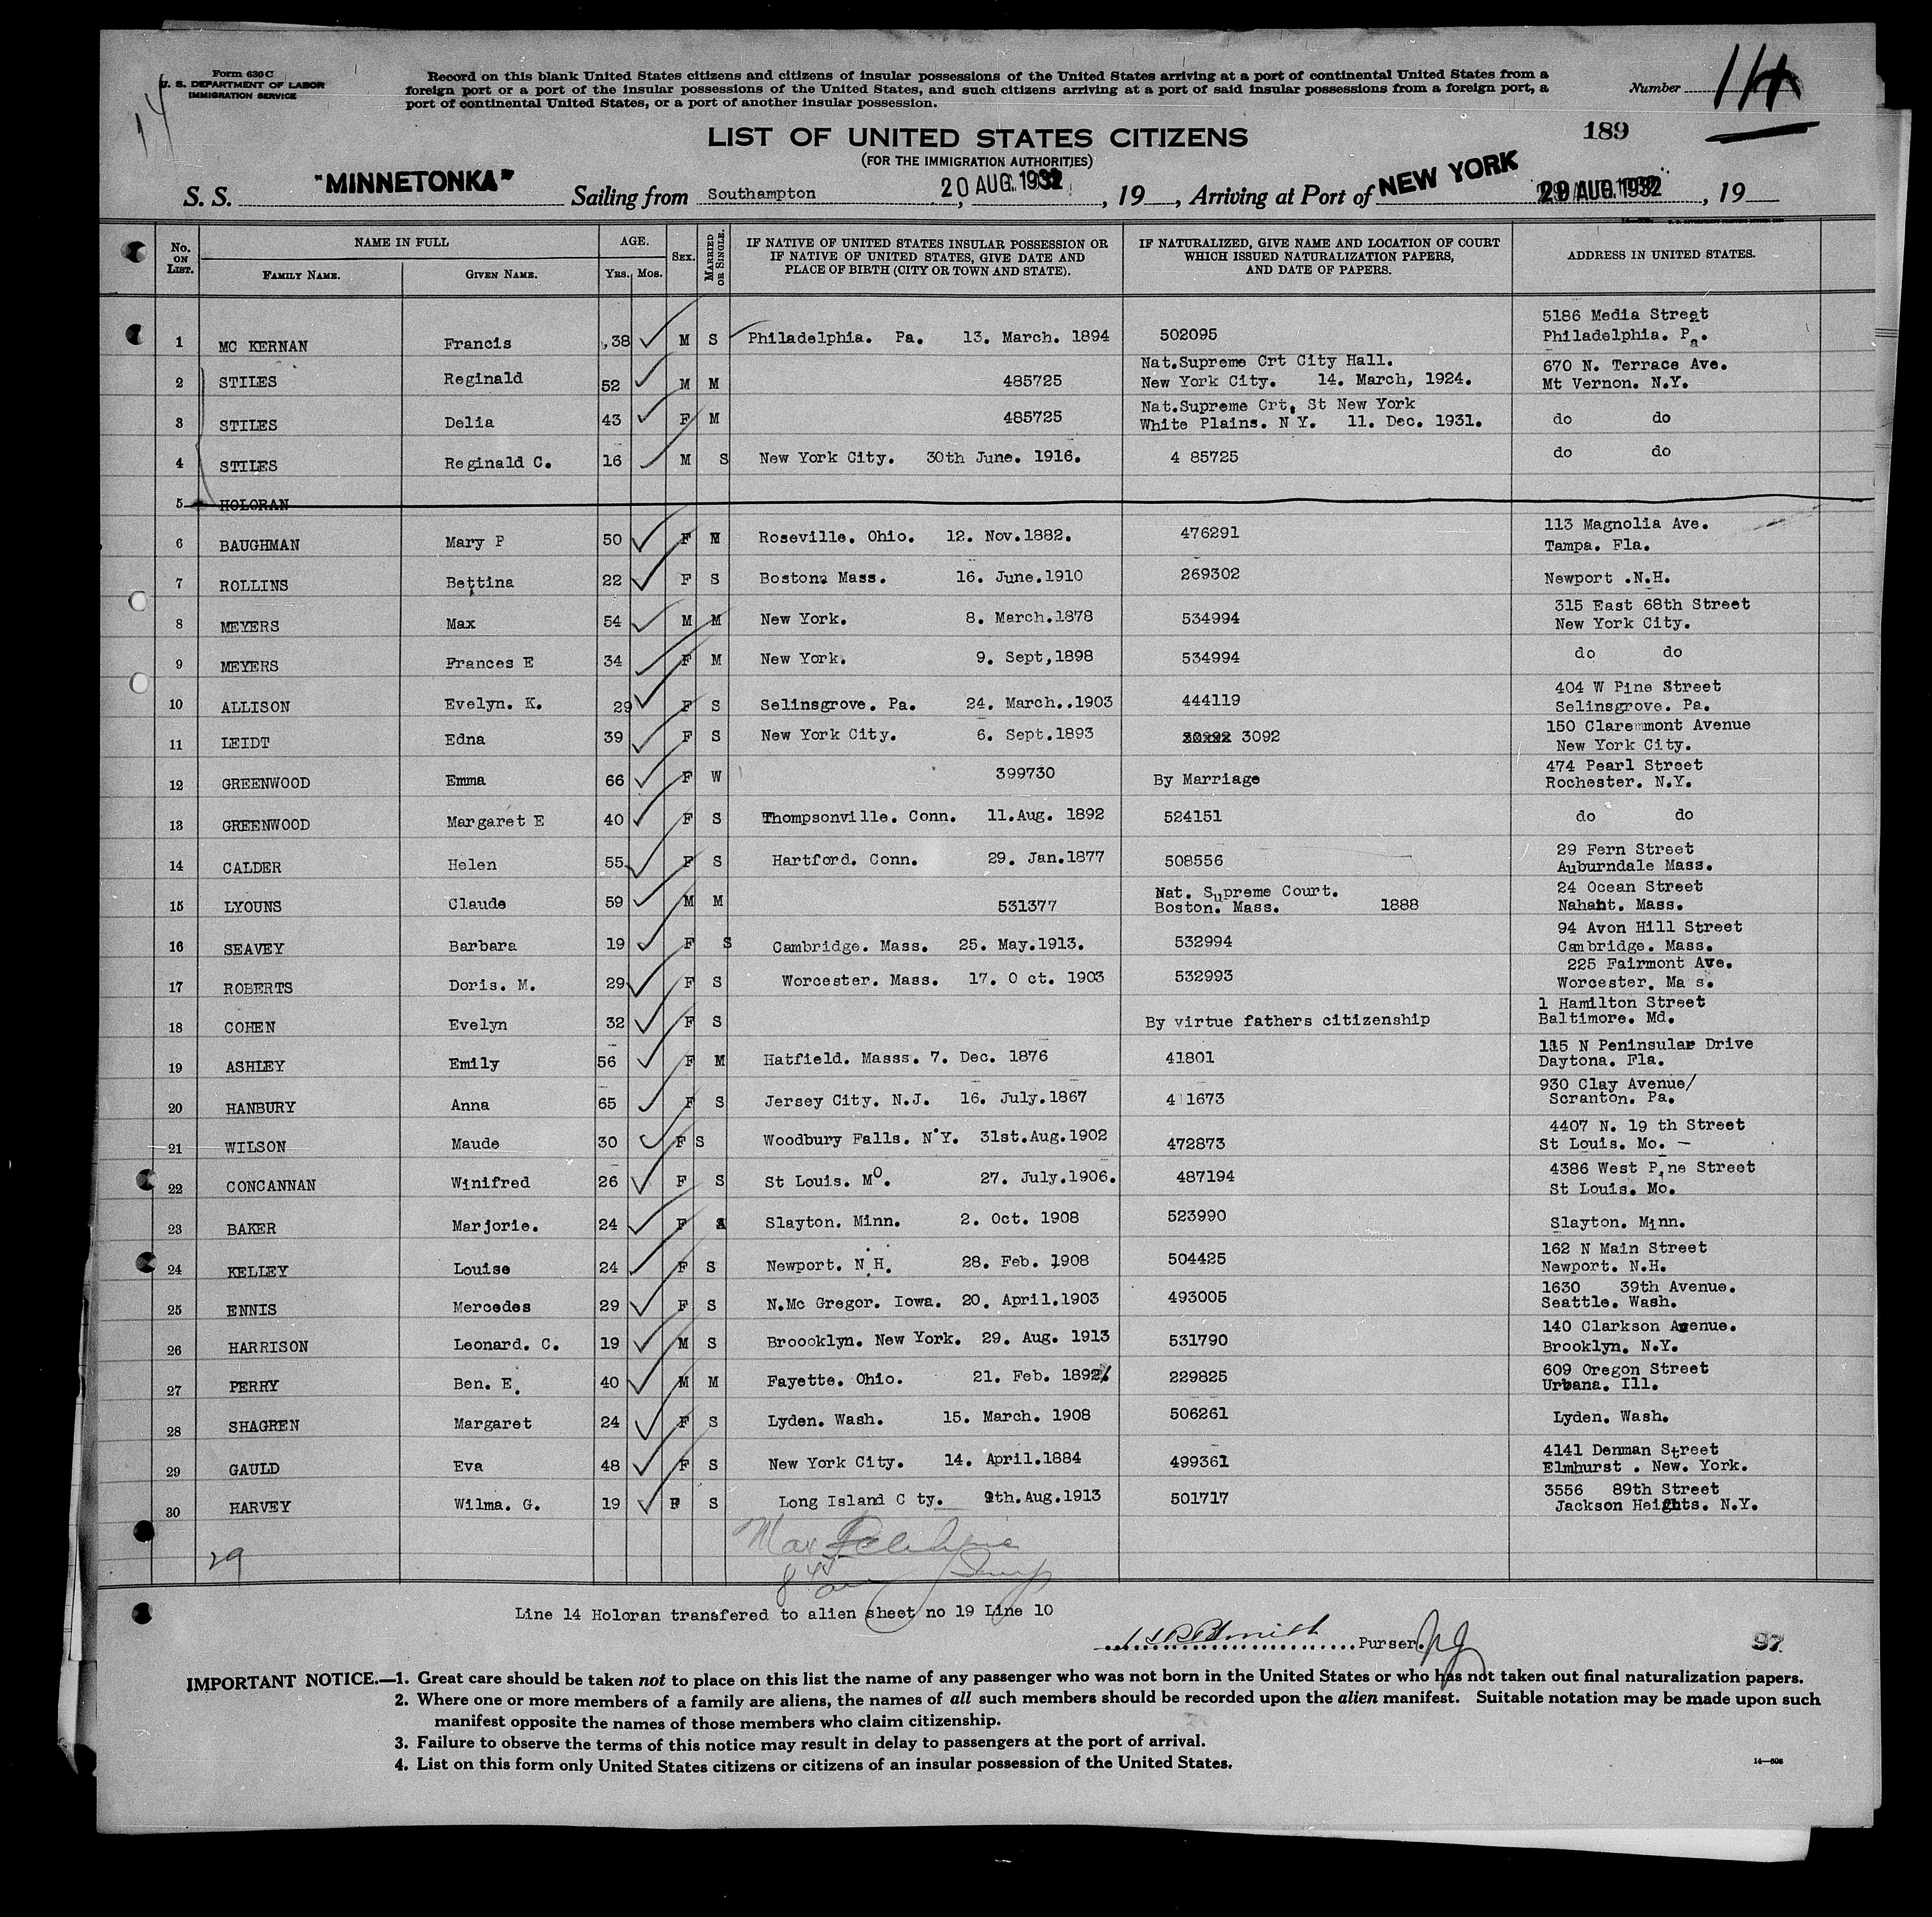 Form 630 C
U. S. DEPARTMENT OF LABOR
IMMIGRATION SERVICE
Record on this blank United States citizens and citizens of insular possessions of the United States arriving at a port of continental United States from a
foreign port or a port of the insular possessions of the United States, and such citizens arriving at a port of said insular possessions from a foreign port, a
port of continental United States, or a port of another insular possession.
Number 14
14
189
LIST OF UNITED STATES CITIZENS
(FOR THE IMMIGRATION AUTHORITIES)
S. S. "MINNETONKA" Sailing from Southampton, 20 AUG. 1932, 19 , Arriving at Port of NEW YORK 29 AUG. 1932, 19
No. ON LIST. NAME IN FULL FAMILY NAME. GIVEN NAME. AGE. YRS. MOS. SEX. MARRIED OR SINGLE. IF NATIVE OF UNITED STATES INSULAR POSSESSION OR IF NATIVE OF UNITED STATES, GIVE DATE AND PLACE OF BIRTH (CITY OR TOWN AND STATE). IF NATURALIZED, GIVE NAME AND LOCATION OF COURT WHICH ISSUED NATURALIZATION PAPERS, AND DATE OF PAPERS. ADDRESS IN UNITED STATES.
1 MC KERNAN Francis 38 M S Philadelphia. Pa. 13. March. 1894 502095 5186 Media Street Philadelphia. Pa.
2 STILES Reginald 52 M M 485725 Nat.Supreme Crt City Hall. New York City. 14. March, 1924. 670 N. Terrace Ave. Mt Vernon. N.Y.
3 STILES Delia 43 F M 485725 Nat.Supreme Crt, St New York White Plains. N Y. 11. Dec. 1931. do do
4 STILES Reginald C. 16 M S New York City. 30th June. 1916. 4 85725 do do
5 HOLORAN
6 BAUGHMAN Mary P 50 F Roseville. Ohio. 12. Nov.1882. 476291 113 Magnolia Ave. Tampa. Fla.
7 ROLLINS Bettina 22 F S Boston. Mass. 16. June.1910 269302 Newport .N.H.
8 MEYERS Max 54 M M New York. 8. March.1878 534994 315 East 68th Street New York City.
9 MEYERS Frances E 34 F M New York. 9. Sept,1898 534994 do do
10 ALLISON Evelyn. K. 29 F S Selinsgrove. Pa. 24. March..1903 444119 404 W Pine Street Selinsgrove. Pa.
11 LEIDT Edna 39 F S New York City. 6. Sept.1893 3092 150 Claremmont Avenue New York City.
12 GREENWOOD Emma 66 F W 399730 By Marriage 474 Pearl Street Rochester. N.Y.
13 GREENWOOD Margaret E 40 F S Thompsonville. Conn. 11.Aug. 1892 524151 do do
14 CALDER Helen 55 F S Hartford. Conn. 29. Jan.1877 508556 29 Fern Street Auburndale Mass.
15 LYOUNS Claude 59 M M 531377 Nat. Supreme Court. Boston. Mass. 1888 24 Ocean Street Nahant. Mass.
16 SEAVEY Barbara 19 F S Cambridge. Mass. 25. May.1913. 532994 94 Avon Hill Street Cambridge. Mass.
17 ROBERTS Doris. M. 29 F S Worcester. Mass. 17. O ct. 1903 532993 225 Fairmont Ave. Worcester. Ma s.
18 COHEN Evelyn 32 F S By virtue fathers citizenship 1 Hamilton Street Baltimore. Md.
19 ASHLEY Emily 56 F M Hatfield. Masss. 7. Dec. 1876 41801 115 N Peninsular Drive Daytona. Fla.
20 HANBURY Anna 65 F S Jersey City. N.J. 16. July.1867 4 1673 930 Clay Avenue/ Scranton. Pa.
21 WILSON Maude 30 F S Woodbury Falls. N.Y. 31st.Aug.1902 472873 4407 N. 19 th Street St Louis. Mo. –
22 CONCANNAN Winifred 26 F S St Louis. Mo. 27. July.1906. 487194 4386 West Pine Street St Louis. Mo.
23 BAKER Marjorie. 24 F Slayton. Minn. 2. Oct. 1908 523990 Slayton. Minn.
24 KELLEY Louise 24 F S Newport. N.H. 28. Feb. 1908 504425 162 N Main Street Newport. N.H.
25 ENNIS Mercedes 29 F S N.Mc Gregor. Iowa. 20. April.1903 493005 1630 39th Avenue. Seattle. Wash.
26 HARRISON Leonard. C. 19 M S Broooklyn. New York. 29. Aug. 1913 531790 140 Clarkson Avenue. Brooklyn. N.Y.
27 PERRY Ben. E. 40 M M Fayette. Ohio. 21. Feb. 1892 229825 609 Oregon Street Urbana. Ill.
28 SHAGREN Margaret 24 F S Lyden. Wash. 15. March. 1908 506261 Lyden. Wash.
29 GAULD Eva 48 F S New York City. 14. April.1884 499361 4141 Denman Street Elmhurst . New. York.
30 HARVEY Wilma. G. 19 F S Long Island C ty. 9th.Aug.1913 501717 3556 89th Street Jackson Heights. N.Y.
29
Line 14 Holoran transfered to alien sheet no 19 Line 10
Smith Purser.
97
IMPORTANT NOTICE.—1. Great care should be taken not to place on this list the name of any passenger who was not born in the United States or who has not taken out final naturalization papers.
2. Where one or more members of a family are aliens, the names of all such members should be recorded upon the alien manifest. Suitable notation may be made upon such
manifest opposite the names of those members who claim citizenship.
3. Failure to observe the terms of this notice may result in delay to passengers at the port of arrival.
4. List on this form only United States citizens or citizens of an insular possession of the United States.
14—606